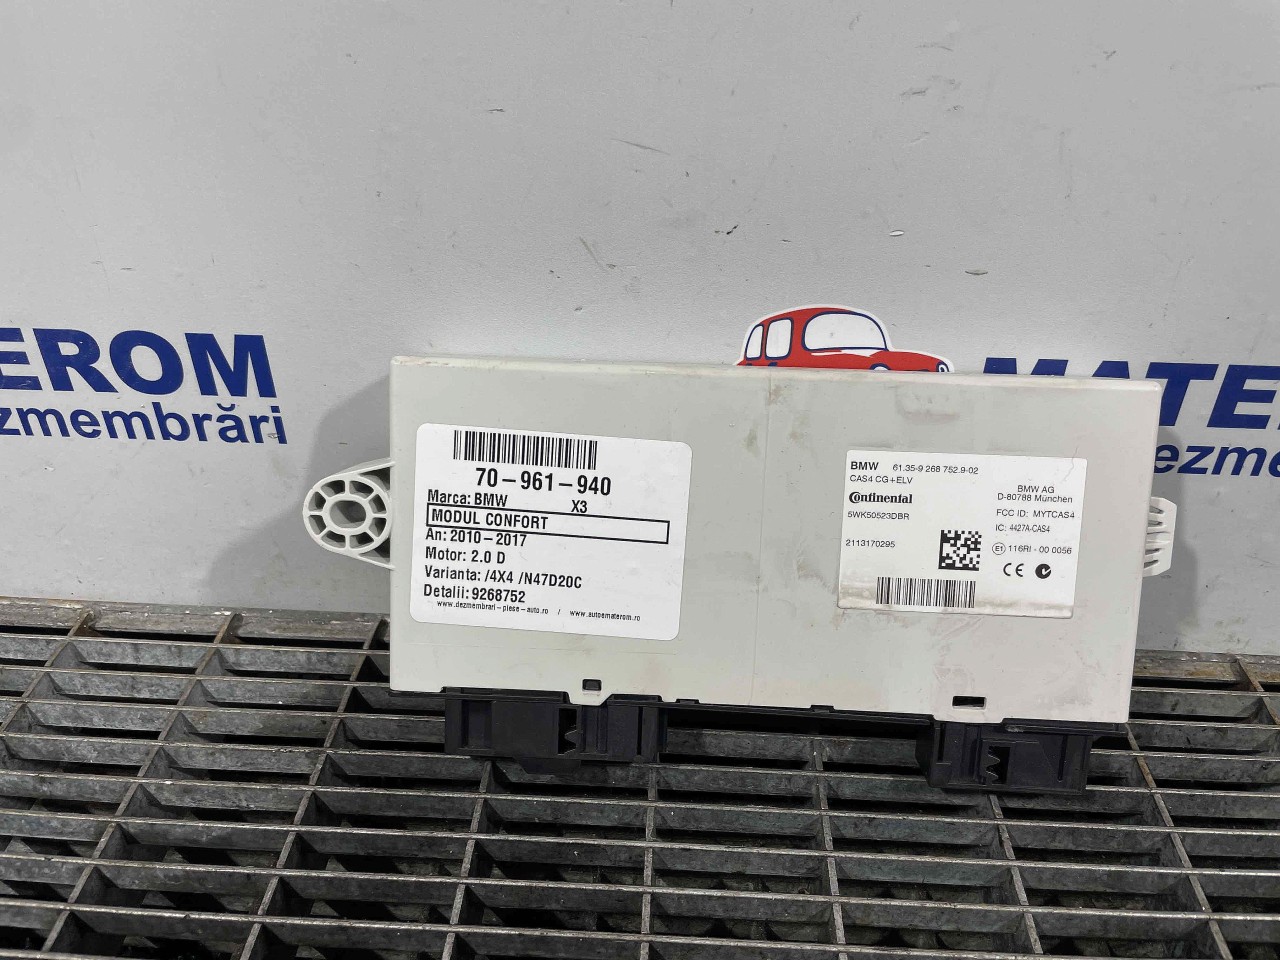 EROM
ezmembrări
MATE
ezme
70-961-940
Marca: BMW X3
MODUL CONFORT
An: 2010-2017
Motor: 2.0 D
Varianta: /4X4 /N47D20C
Detalii: 9268752
www.dezmembrari-piese-auto.ro / www.autoematerom.ro
BMW 61.35-9 268 752.9-02
CAS4 CG+ELV
Continental
5WK50523DBR
2113170295
BMW AG
D-80788 München
FCC ID: MYTCAS4
IC: 4427A-CAS4
E1 116RI - 00 0056
CE